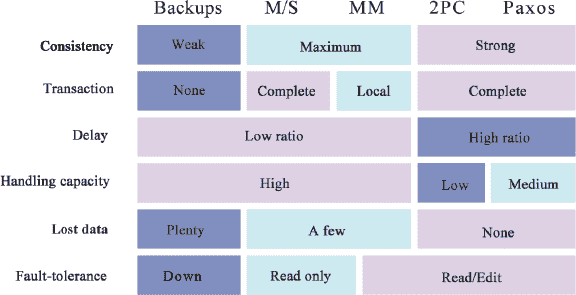 Backups M/S MM 2PC Paxos
Consistency Weak Maximum Strong
Transaction None Complete Local Complete
Delay Low ratio High ratio
Handling capacity High Low Medium
Lost data Plenty A few None
Fault-tolerance Down Read only Read/Edit